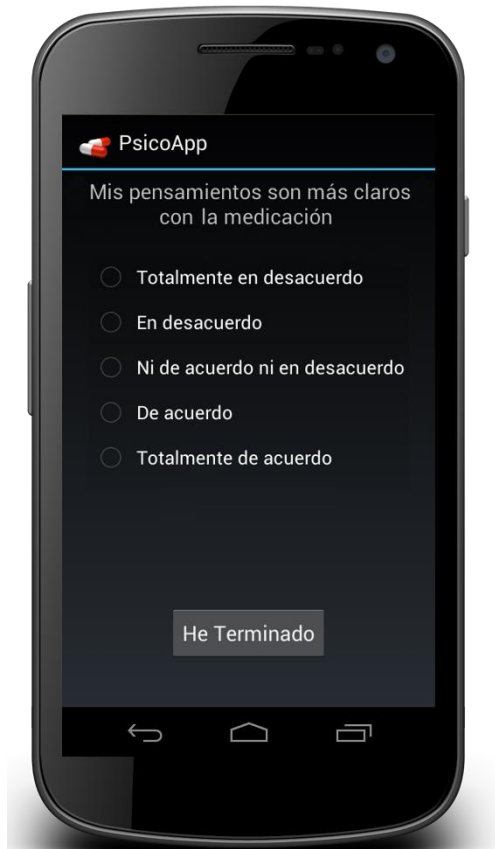 PsicoApp
Mis pensamientos son más claros
con la medicación
Totalmente en desacuerdo
En desacuerdo
Ni de acuerdo ni en desacuerdo
De acuerdo
Totalmente de acuerdo
He Terminado